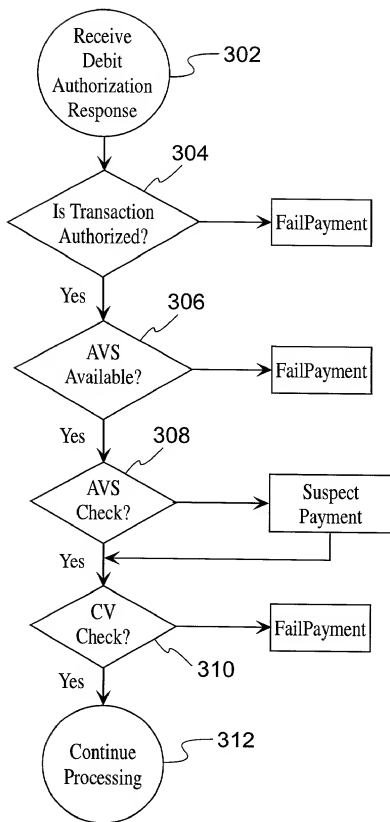 Receive
Debit
Authorization
Response
302
304
Is Transaction
Authorized?
FailPayment
Yes
306
AVS
Available?
FailPayment
Yes
308
AVS
Check?
Suspect
Payment
Yes
CV
Check?
FailPayment
310
Yes
Continue
Processing
312